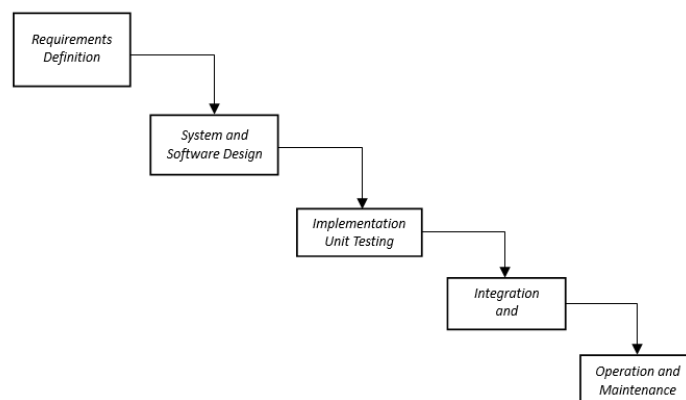 Requirements
Definition
System and
Software Design
Implementation
Unit Testing
Integration
and
Operation and
Maintenance